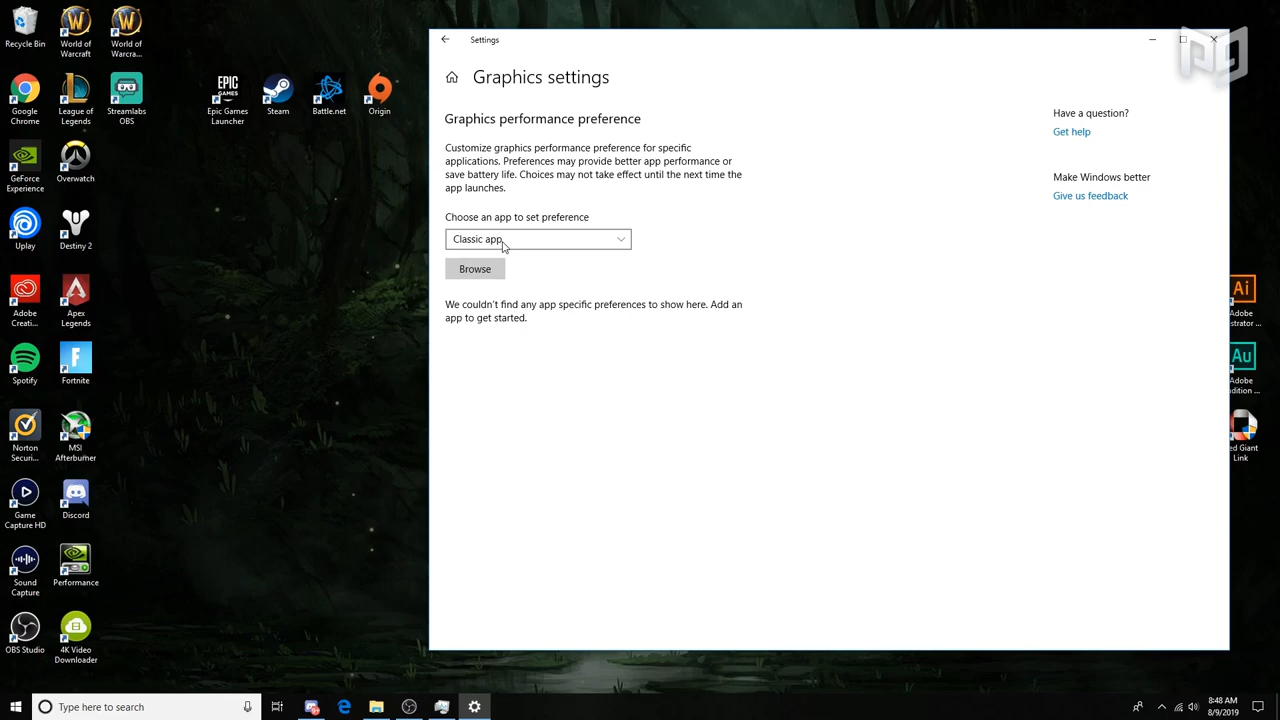 Recycle Bin
World of
Warcraft
World of
Warcra...
Google
Chrome
League of
Legends
Streamlabs
OBS
EPIC
GAMES
Epic Games
Launcher
Steam
Battle.net
Origin
GeForce
Experience
Overwatch
Uplay
Destiny 2
Adobe
Creati...
Apex
Legends
Spotify
F
Fortnite
Norton
Securi...
MSI
Afterburner
Game
Capture HD
Discord
Sound
Capture
Performance
OBS Studio
4K Video
Downloader
Settings
Graphics settings
Graphics performance preference
Customize graphics performance preference for specific
applications. Preferences may provide better app performance or
save battery life. Choices may not take effect until the next time the
app launches.
Choose an app to set preference
Classic app
Browse
We couldn't find any app specific preferences to show here. Add an
app to get started.
Have a question?
Get help
Make Windows better
Give us feedback
PG
Ai
Adobe
strator ...
Au
Adobe
dition ...
ed Giant
Link
Type here to search
8:48 AM
8/9/2019